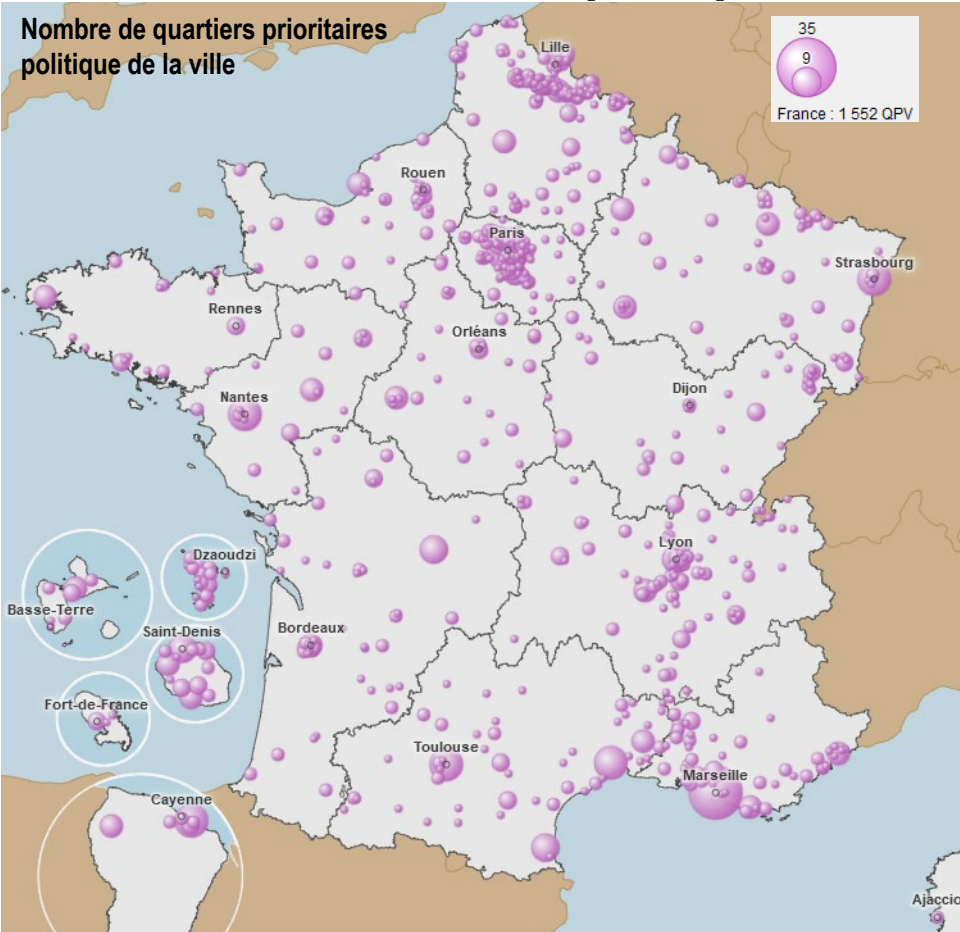 Nombre de quartiers prioritaires
politique de la ville
35
9
France : 1 552 QPV
Lille
Rouen
Paris
Strasbourg
Rennes
Orléans
Nantes
Dijon
Lyon
Dzaoudzi
Basse-Terre
Saint-Denis
Bordeaux
Fort-de-France
Toulouse
Marseille
Cayenne
Ajaccio